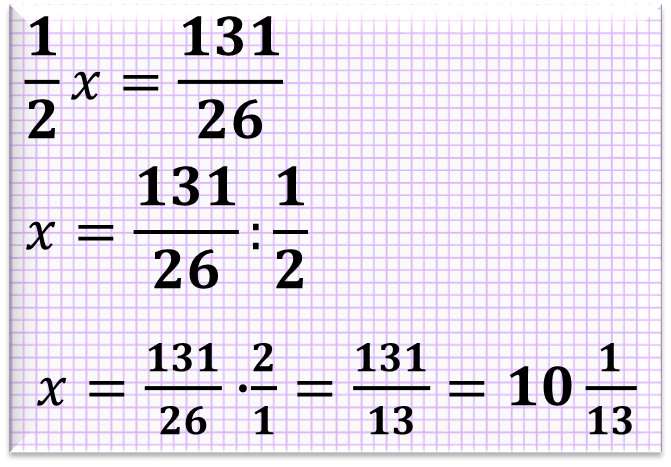 1/2 x = 131/26
x = 131/26 : 1/2
x = 131/26 · 2/1 = 131/13 = 10 1/13